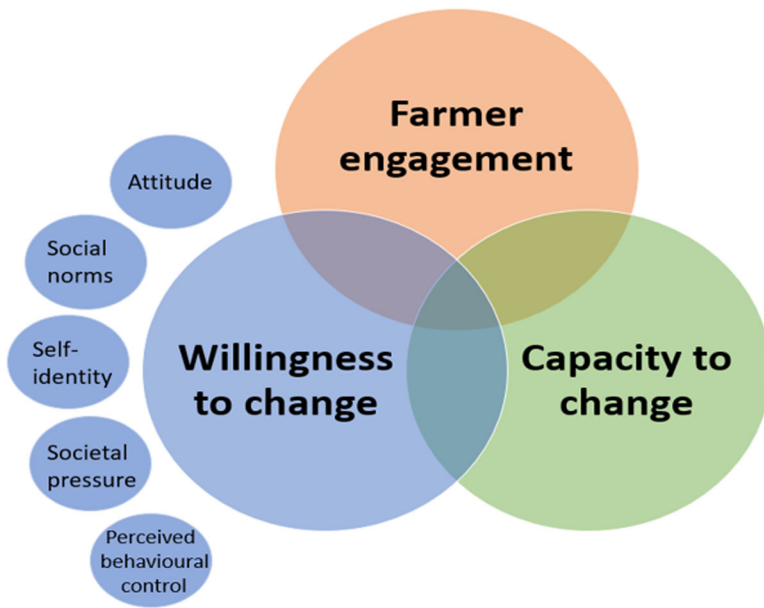 Farmer
engagement
Attitude
Social
norms
Self-
identity
Societal
pressure
Perceived
behavioural
control
Willingness
to change
Capacity to
change